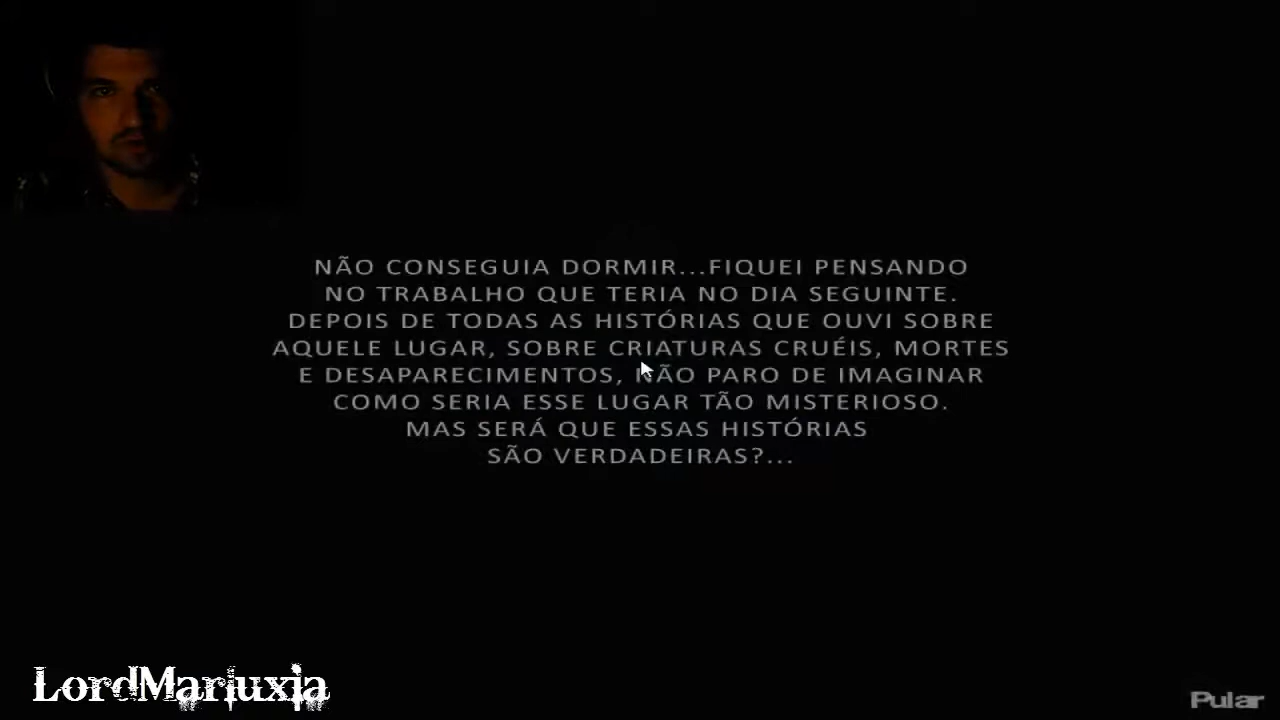 NÃO CONSEGUIA DORMIR...FIQUEI PENSANDO
NO TRABALHO QUE TERIA NO DIA SEGUINTE.
DEPOIS DE TODAS AS HISTÓRIAS QUE OUVI SOBRE
AQUELE LUGAR, SOBRE CRIATURAS CRUÉIS, MORTES
E DESAPARECIMENTOS, NÃO PARO DE IMAGINAR
COMO SERIA ESSE LUGAR TÃO MISTERIOSO.
MAS SERÁ QUE ESSAS HISTÓRIAS
SÃO VERDADEIRAS?...
LordMarluxia
Pular